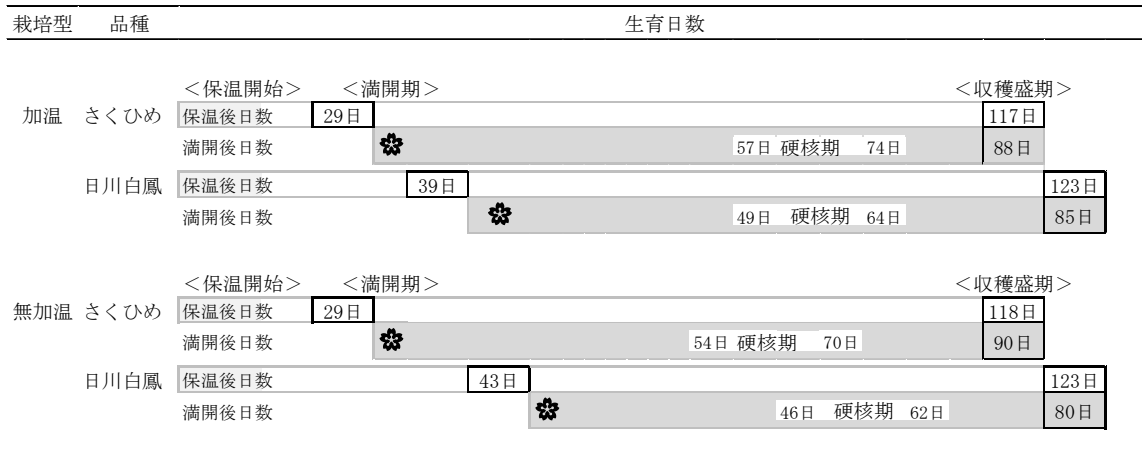 栽培型 品種 生育日数
＜保温開始＞ ＜満開期＞ ＜収穫盛期＞
加温 さくひめ 保温後日数 29日 117日
満開後日数 57日 硬核期 74日 88日
日川白鳳 保温後日数 39日 123日
満開後日数 49日 硬核期 64日 85日
＜保温開始＞ ＜満開期＞ ＜収穫盛期＞
無加温 さくひめ 保温後日数 29日 118日
満開後日数 54日 硬核期 70日 90日
日川白鳳 保温後日数 43日 123日
満開後日数 46日 硬核期 62日 80日